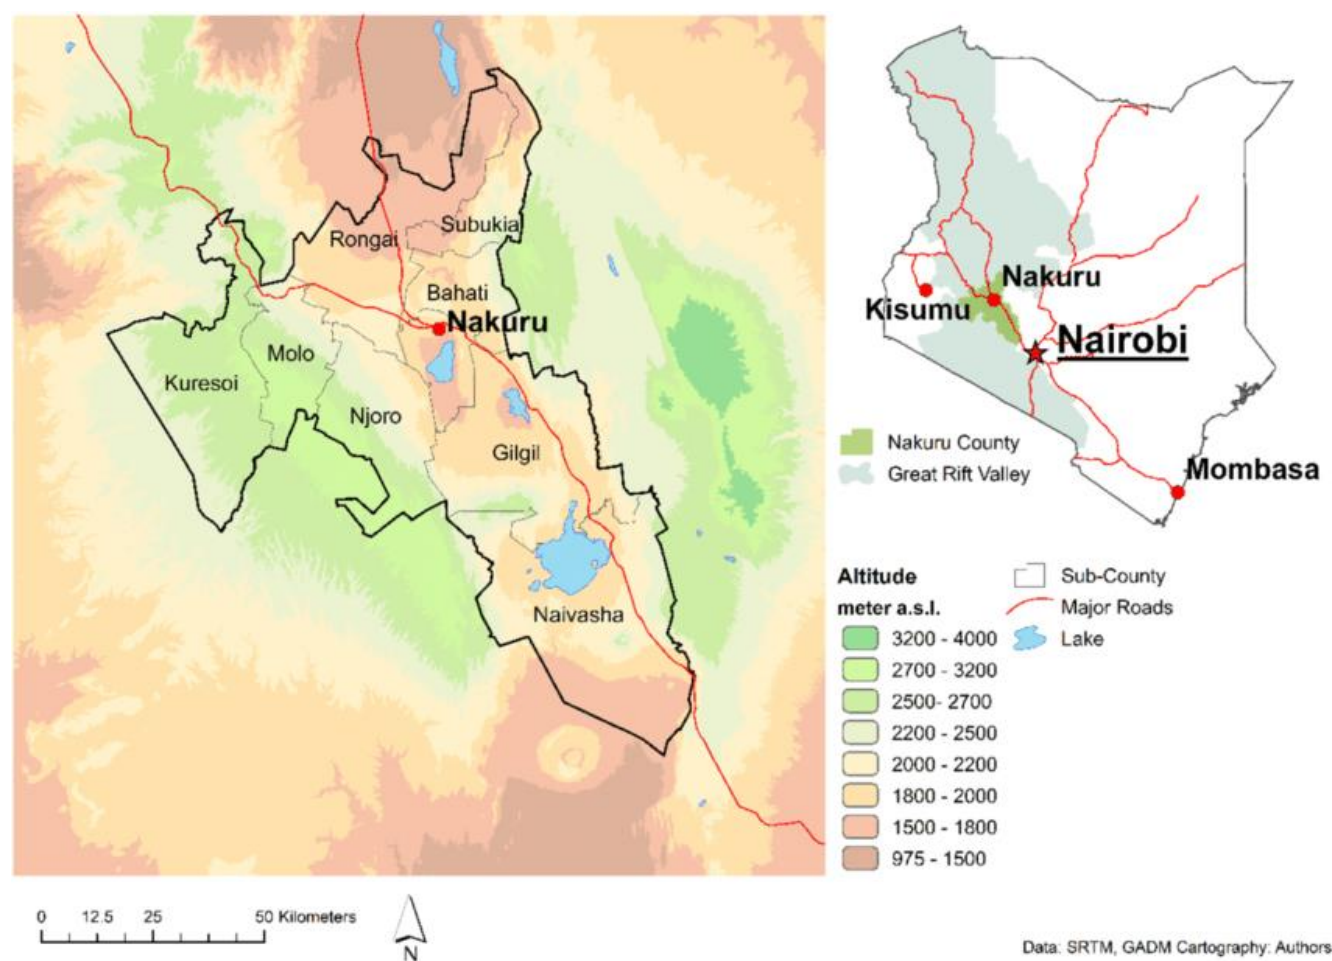 Subukia
Rongai
Bahati
Nakuru
Molo
Kuresoi
Njoro
Gilgil
Naivasha
0 12.5 25 50 Kilometers
N
Nakuru
Kisumu
Nairobi
Nakuru County
Great Rift Valley
Mombasa
Altitude
meter a.s.l.
3200 - 4000
2700 - 3200
2500- 2700
2200 - 2500
2000 - 2200
1800 - 2000
1500 - 1800
975 - 1500
Sub-County
Major Roads
Lake
Data: SRTM, GADM Cartography: Authors